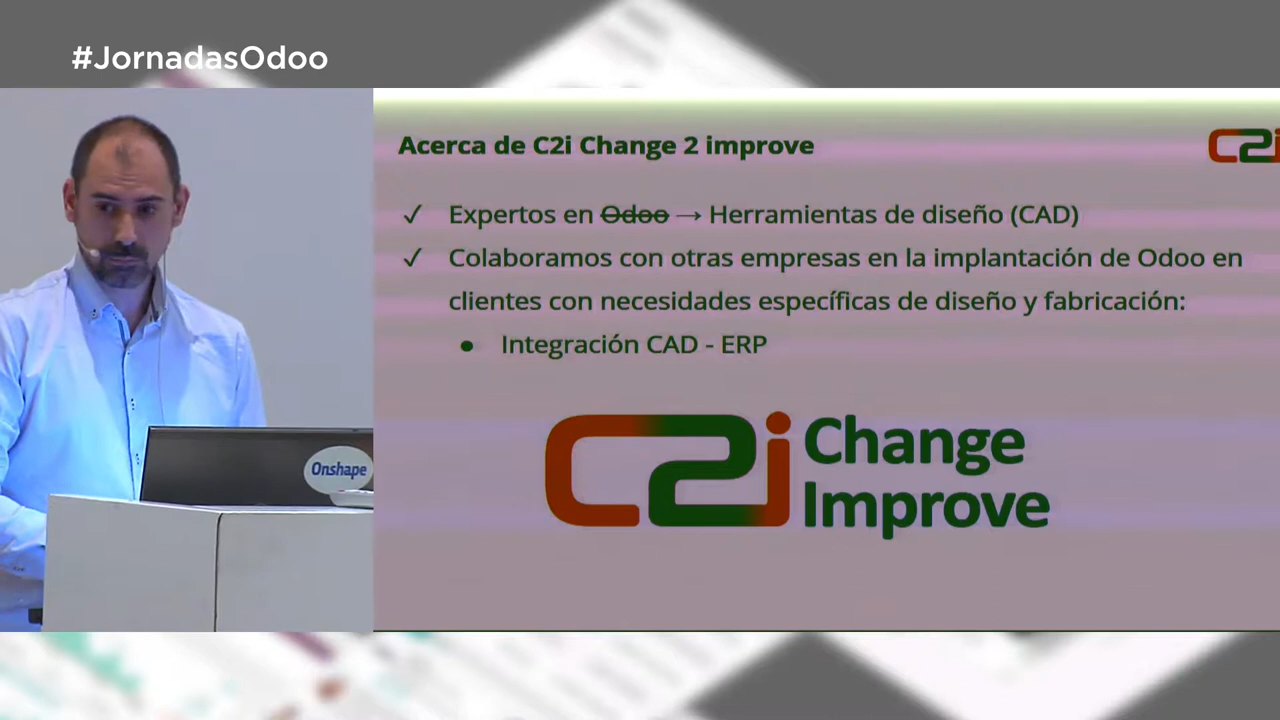 #JornadasOdoo
Acerca de C2i Change 2 improve
C2i
✓ Expertos en Odoo → Herramientas de diseño (CAD)
✓ Colaboramos con otras empresas en la implantación de Odoo en
clientes con necesidades específicas de diseño y fabricación:
● Integración CAD - ERP
C2i Change
Improve
Onshape